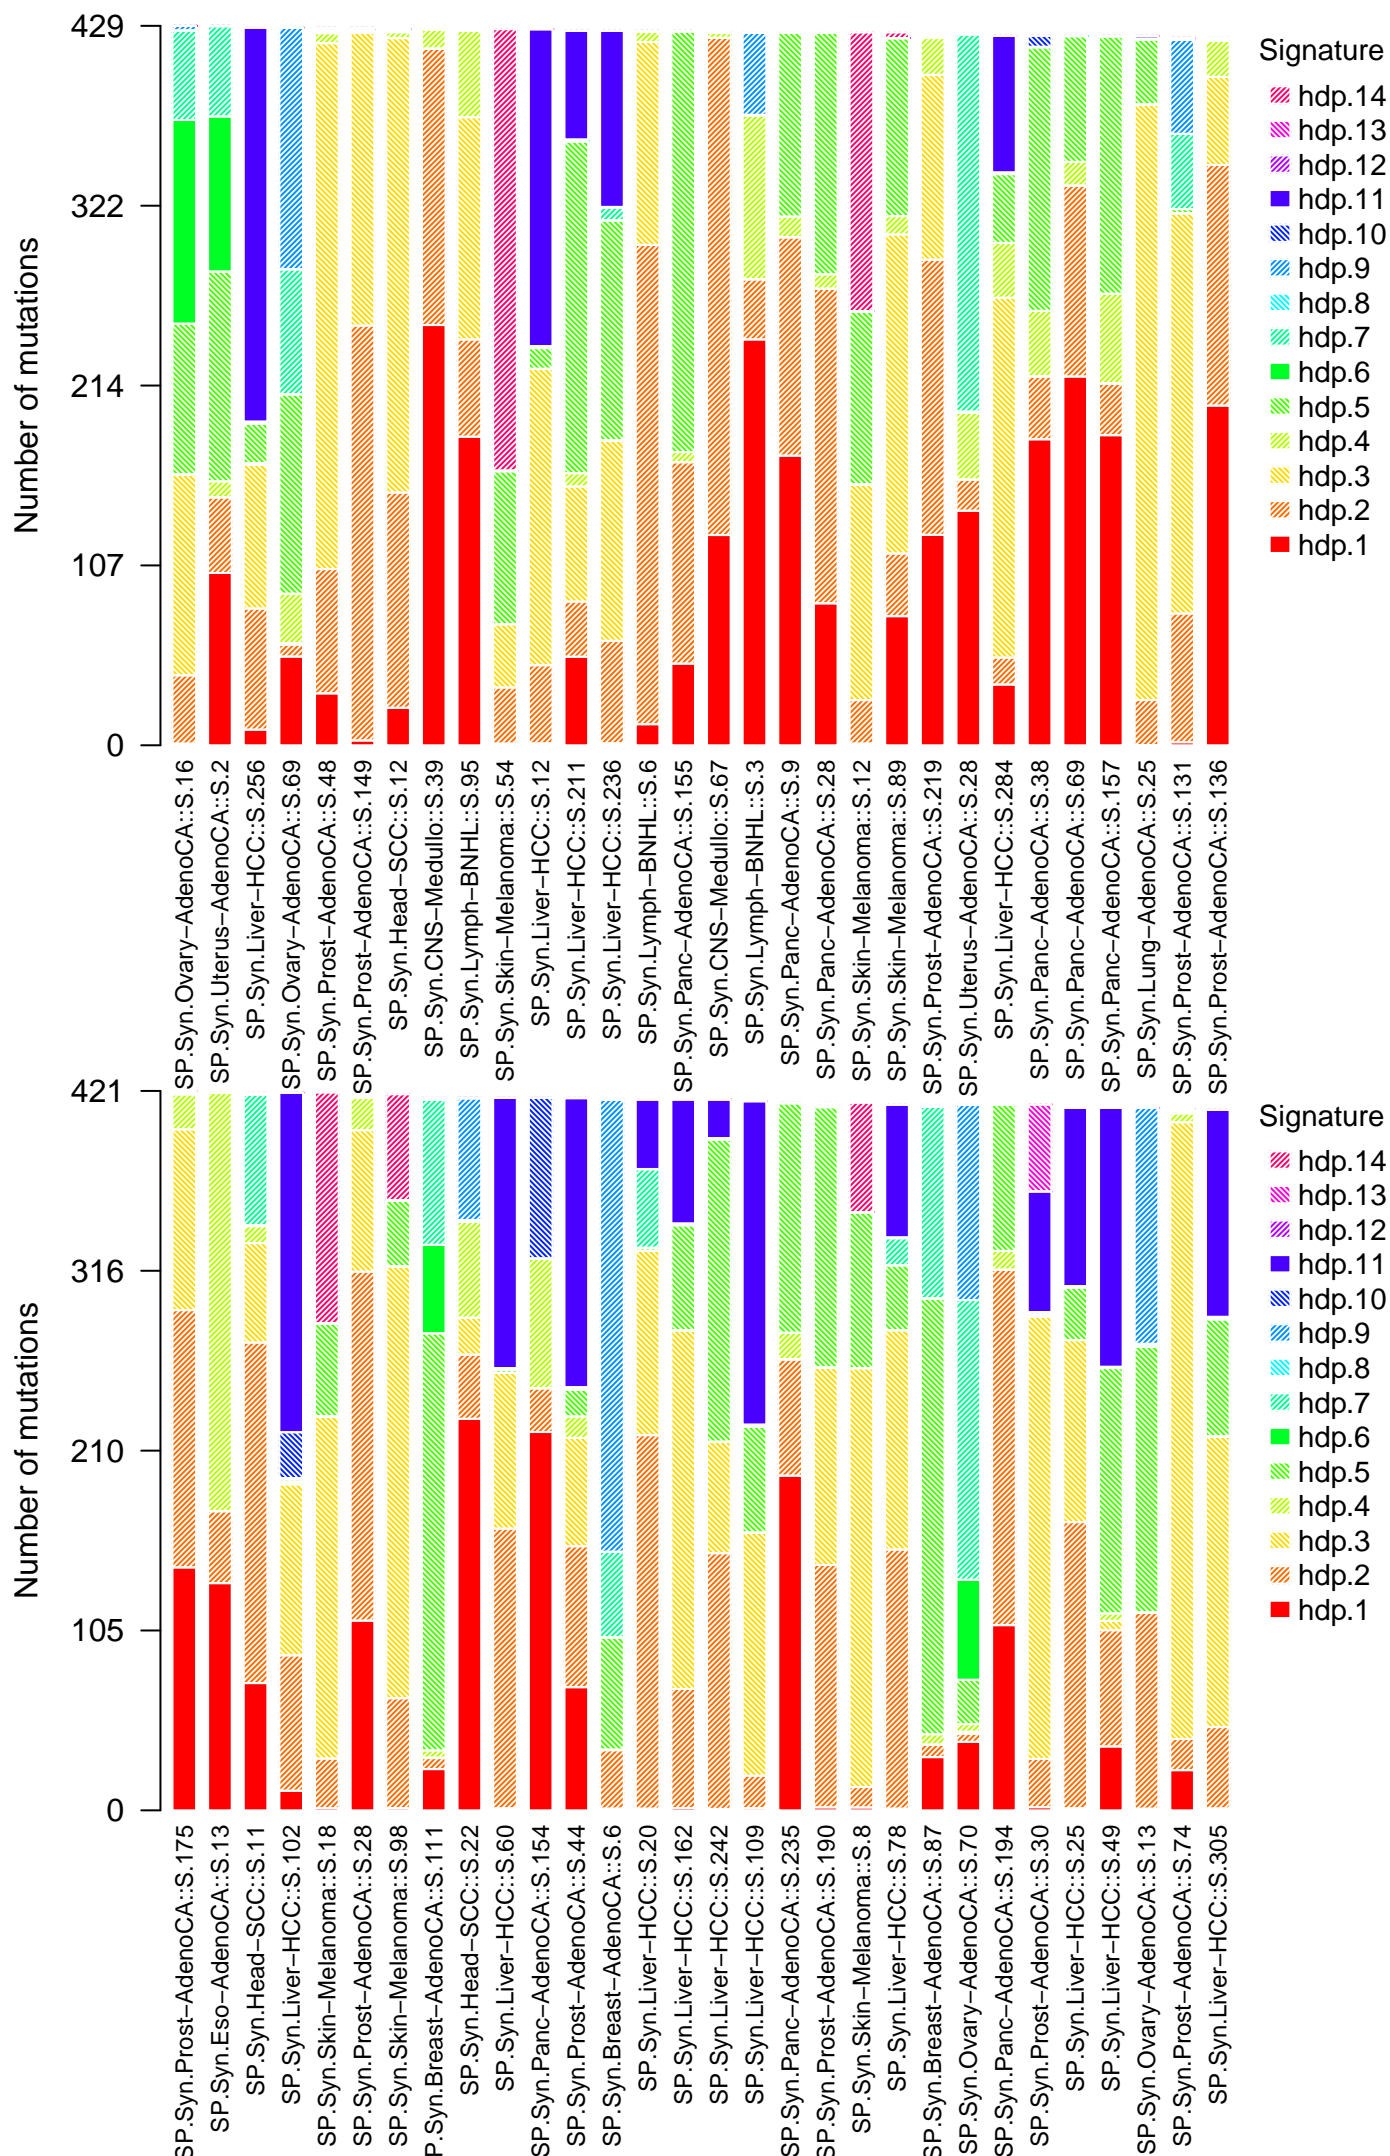 Number of mutations
429
322
214
107
0
Signature
hdp.14
hdp.13
hdp.12
hdp.11
hdp.10
hdp.9
hdp.8
hdp.7
hdp.6
hdp.5
hdp.4
hdp.3
hdp.2
hdp.1
SP.Syn.Ovary−AdenoCA::S.16
SP.Syn.Uterus−AdenoCA::S.2
SP.Syn.Liver−HCC::S.256
SP.Syn.Ovary−AdenoCA::S.69
SP.Syn.Prost−AdenoCA::S.48
SP.Syn.Prost−AdenoCA::S.149
SP.Syn.Head−SCC::S.12
SP.Syn.CNS−Medullo::S.39
SP.Syn.Lymph−BNHL::S.95
SP.Syn.Skin−Melanoma::S.54
SP.Syn.Liver−HCC::S.12
SP.Syn.Liver−HCC::S.211
SP.Syn.Liver−HCC::S.236
SP.Syn.Lymph−BNHL::S.6
SP.Syn.Panc−AdenoCA::S.155
SP.Syn.CNS−Medullo::S.67
SP.Syn.Lymph−BNHL::S.3
SP.Syn.Panc−AdenoCA::S.9
SP.Syn.Panc−AdenoCA::S.28
SP.Syn.Skin−Melanoma::S.12
SP.Syn.Skin−Melanoma::S.89
SP.Syn.Prost−AdenoCA::S.219
SP.Syn.Uterus−AdenoCA::S.28
SP.Syn.Liver−HCC::S.284
SP.Syn.Panc−AdenoCA::S.38
SP.Syn.Panc−AdenoCA::S.69
SP.Syn.Panc−AdenoCA::S.157
SP.Syn.Lung−AdenoCA::S.25
SP.Syn.Prost−AdenoCA::S.131
SP.Syn.Prost−AdenoCA::S.136
Number of mutations
421
316
210
105
0
Signature
hdp.14
hdp.13
hdp.12
hdp.11
hdp.10
hdp.9
hdp.8
hdp.7
hdp.6
hdp.5
hdp.4
hdp.3
hdp.2
hdp.1
SP.Syn.Prost−AdenoCA::S.175
SP.Syn.Eso−AdenoCA::S.13
SP.Syn.Head−SCC::S.11
SP.Syn.Liver−HCC::S.102
SP.Syn.Skin−Melanoma::S.18
SP.Syn.Prost−AdenoCA::S.28
SP.Syn.Skin−Melanoma::S.98
SP.Syn.Breast−AdenoCA::S.111
SP.Syn.Head−SCC::S.22
SP.Syn.Liver−HCC::S.60
SP.Syn.Panc−AdenoCA::S.154
SP.Syn.Prost−AdenoCA::S.44
SP.Syn.Breast−AdenoCA::S.6
SP.Syn.Liver−HCC::S.20
SP.Syn.Liver−HCC::S.162
SP.Syn.Liver−HCC::S.242
SP.Syn.Liver−HCC::S.109
SP.Syn.Panc−AdenoCA::S.235
SP.Syn.Prost−AdenoCA::S.190
SP.Syn.Skin−Melanoma::S.8
SP.Syn.Liver−HCC::S.78
SP.Syn.Breast−AdenoCA::S.87
SP.Syn.Ovary−AdenoCA::S.70
SP.Syn.Panc−AdenoCA::S.194
SP.Syn.Prost−AdenoCA::S.30
SP.Syn.Liver−HCC::S.25
SP.Syn.Liver−HCC::S.49
SP.Syn.Ovary−AdenoCA::S.13
SP.Syn.Prost−AdenoCA::S.74
SP.Syn.Liver−HCC::S.305